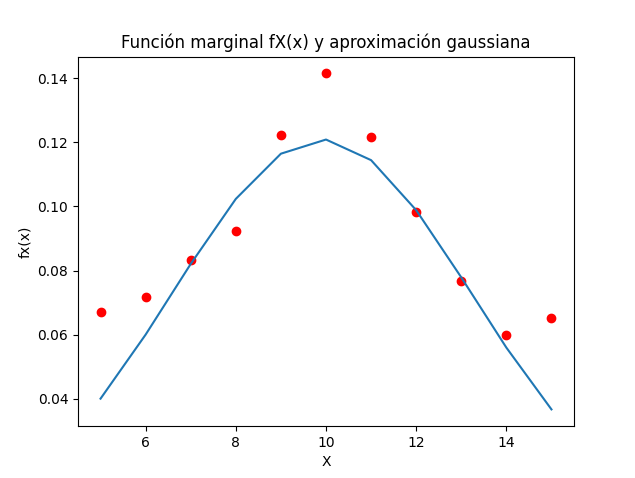 Función marginal fX(x) y aproximación gaussiana
0.14
0.12
0.10
0.08
0.06
0.04
fx(x)
6 8 10 12 14
X